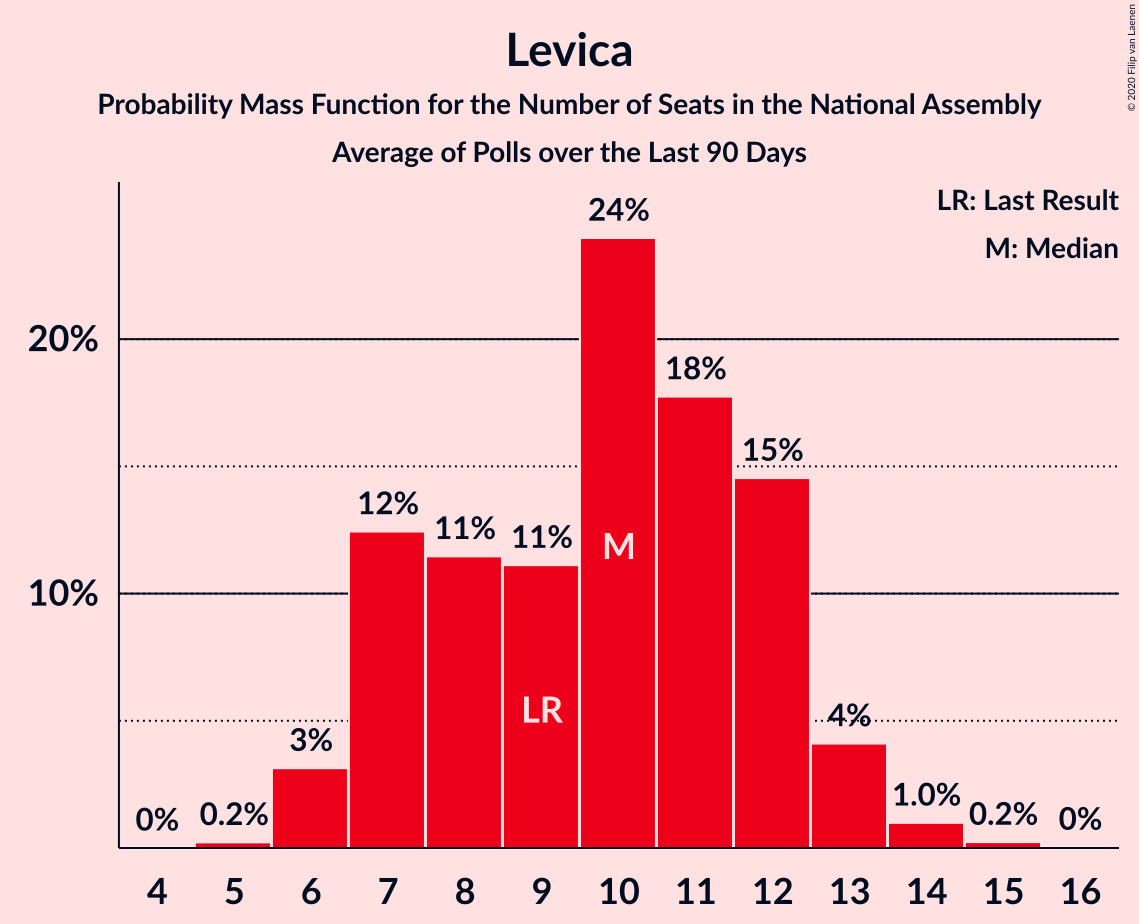 Levica
Probability Mass Function for the Number of Seats in the National Assembly
Average of Polls over the Last 90 Days
© 2020 Filip van Laenen
LR: Last Result
M: Median
20%
10%
0%
0.2%
3%
12%
11%
11%
24%
18%
15%
4%
1.0%
0.2%
0%
LR
M
4 5 6 7 8 9 10 11 12 13 14 15 16